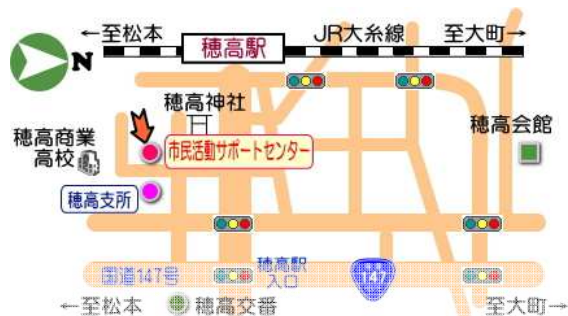 ←至松本
穂高駅
JR大糸線
至大町→
N
穂高神社
穂高商業
高校
市民活動サポートセンター
穂高会館
穂高支所
国道147号
穂高駅
入口
147
←至松本
穂高交番
至大町→